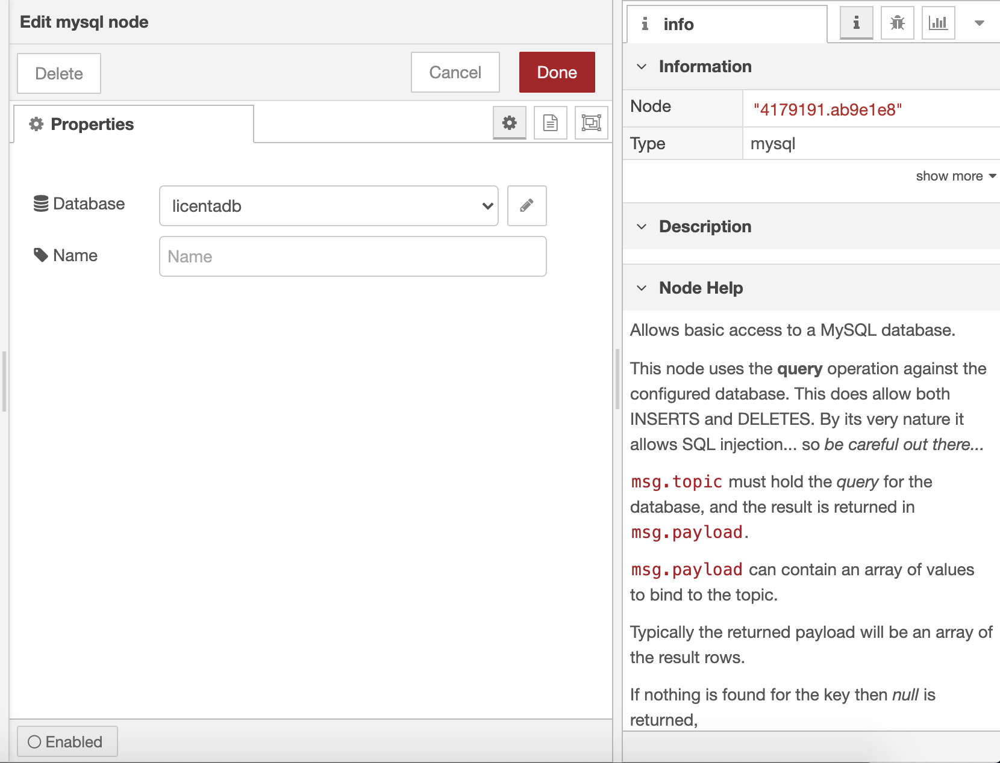 Edit mysql node
Delete
Cancel
Done
Properties
Database
licentadb
Name
Name
Enabled
info
Information
Node
"4179191.ab9e1e8"
Type
mysql
show more
Description
Node Help
Allows basic access to a MySQL database.
This node uses the query operation against the
configured database. This does allow both
INSERTS and DELETES. By its very nature it
allows SQL injection... so be careful out there...
msg.topic must hold the query for the
database, and the result is returned in
msg.payload.
msg.payload can contain an array of values
to bind to the topic.
Typically the returned payload will be an array of
the result rows.
If nothing is found for the key then null is
returned,